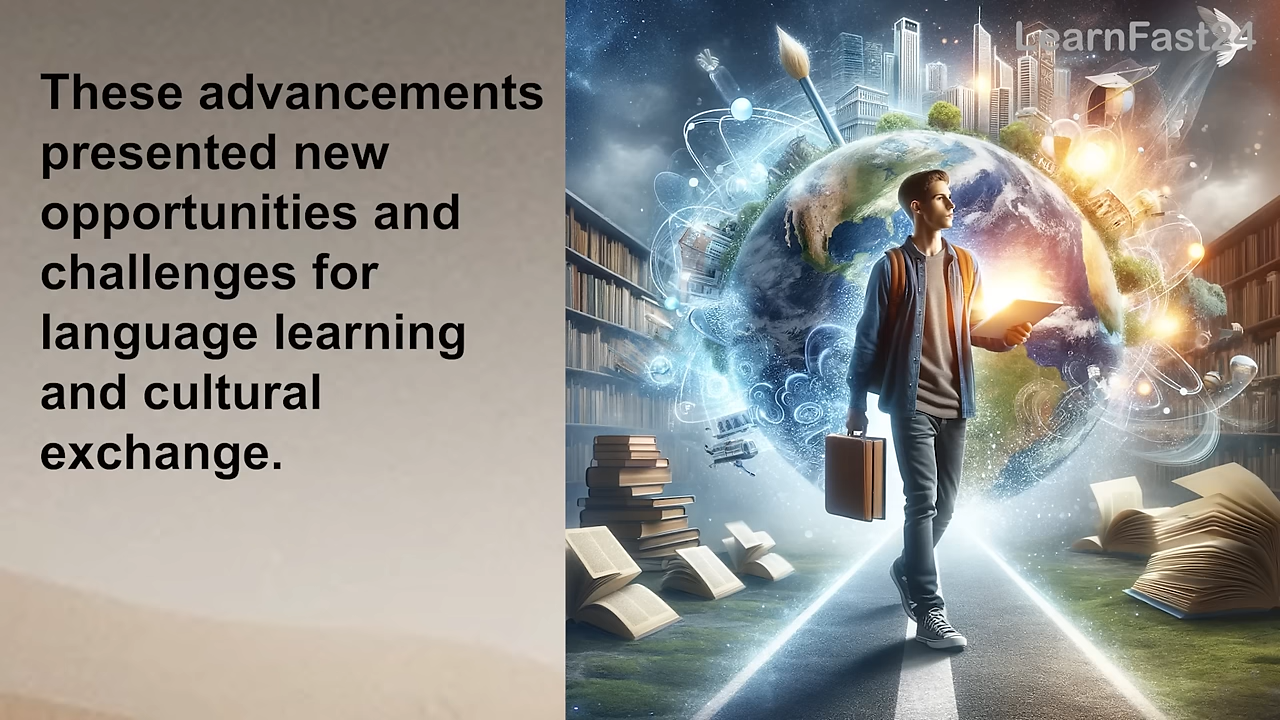 These advancements
presented new
opportunities and
challenges for
language learning
and cultural
exchange.
LearnFast24